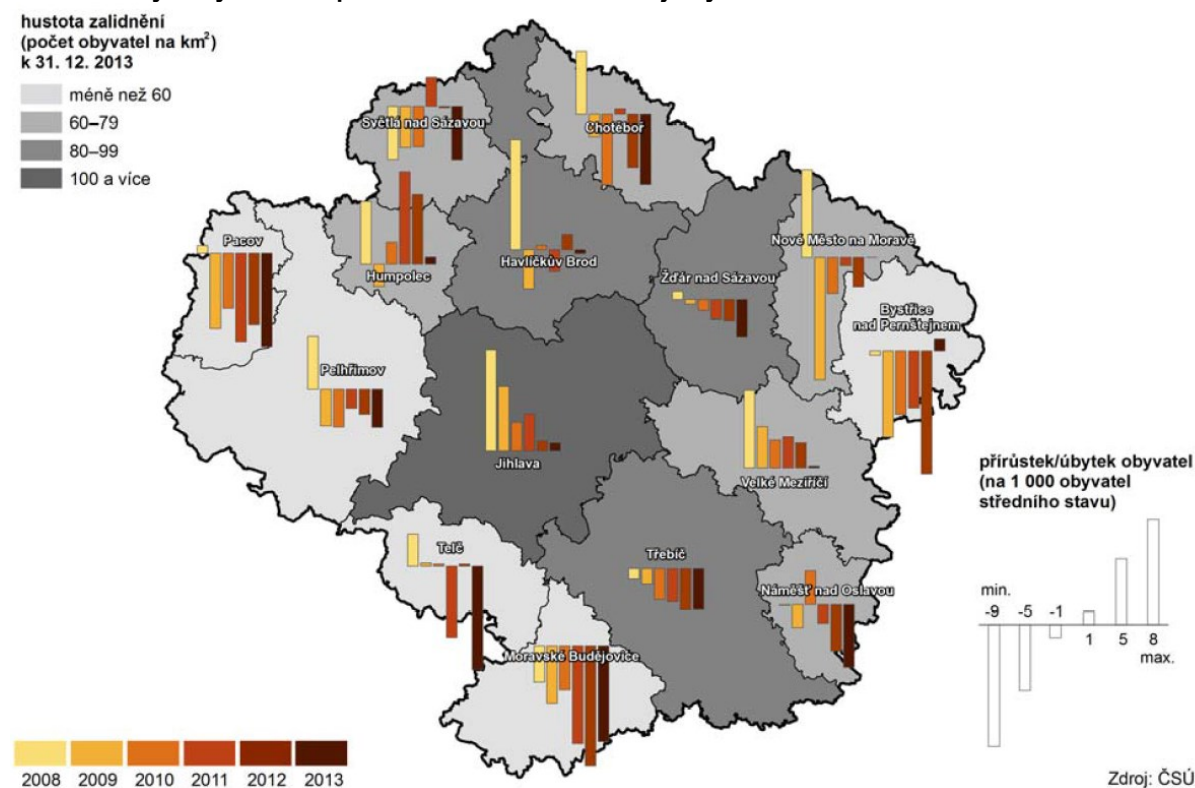 hustota zalidnění
(počet obyvatel na km²)
k 31. 12. 2013
méně než 60
60–79
80–99
100 a více
Světlá nad Sázavou
Chotěboř
Pacov
Humpolec
Havlíčkův Brod
Nové Město na Moravě
Žďár nad Sázavou
Bystřice
nad Pernštejnem
Pelhřimov
Jihlava
Velké Meziříčí
Telč
Třebíč
Náměšť nad Oslavou
Moravské Budějovice
přírůstek/úbytek obyvatel
(na 1 000 obyvatel
středního stavu)
min.
-9 -5 -1
1 5 8
max.
2008 2009 2010 2011 2012 2013
Zdroj: ČSÚ